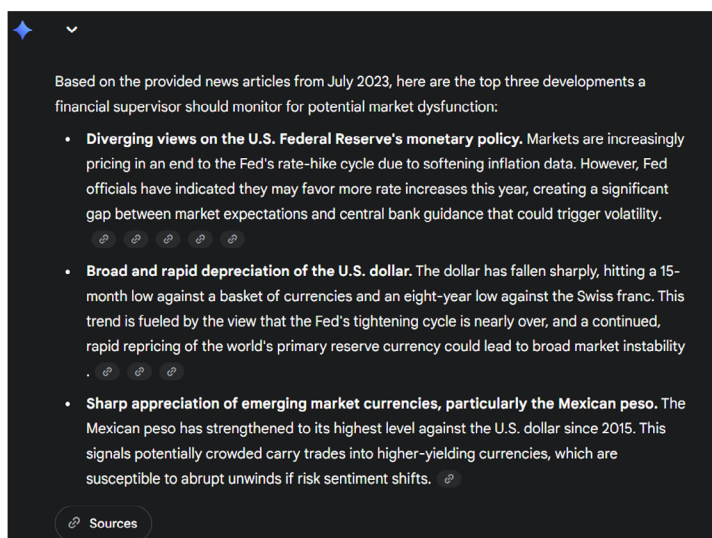 Based on the provided news articles from July 2023, here are the top three developments a
financial supervisor should monitor for potential market dysfunction:
• Diverging views on the U.S. Federal Reserve's monetary policy. Markets are increasingly
pricing in an end to the Fed's rate-hike cycle due to softening inflation data. However, Fed
officials have indicated they may favor more rate increases this year, creating a significant
gap between market expectations and central bank guidance that could trigger volatility.
• Broad and rapid depreciation of the U.S. dollar. The dollar has fallen sharply, hitting a 15-
month low against a basket of currencies and an eight-year low against the Swiss franc. This
trend is fueled by the view that the Fed's tightening cycle is nearly over, and a continued,
rapid repricing of the world's primary reserve currency could lead to broad market instability
.
• Sharp appreciation of emerging market currencies, particularly the Mexican peso. The
Mexican peso has strengthened to its highest level against the U.S. dollar since 2015. This
signals potentially crowded carry trades into higher-yielding currencies, which are
susceptible to abrupt unwinds if risk sentiment shifts.
Sources